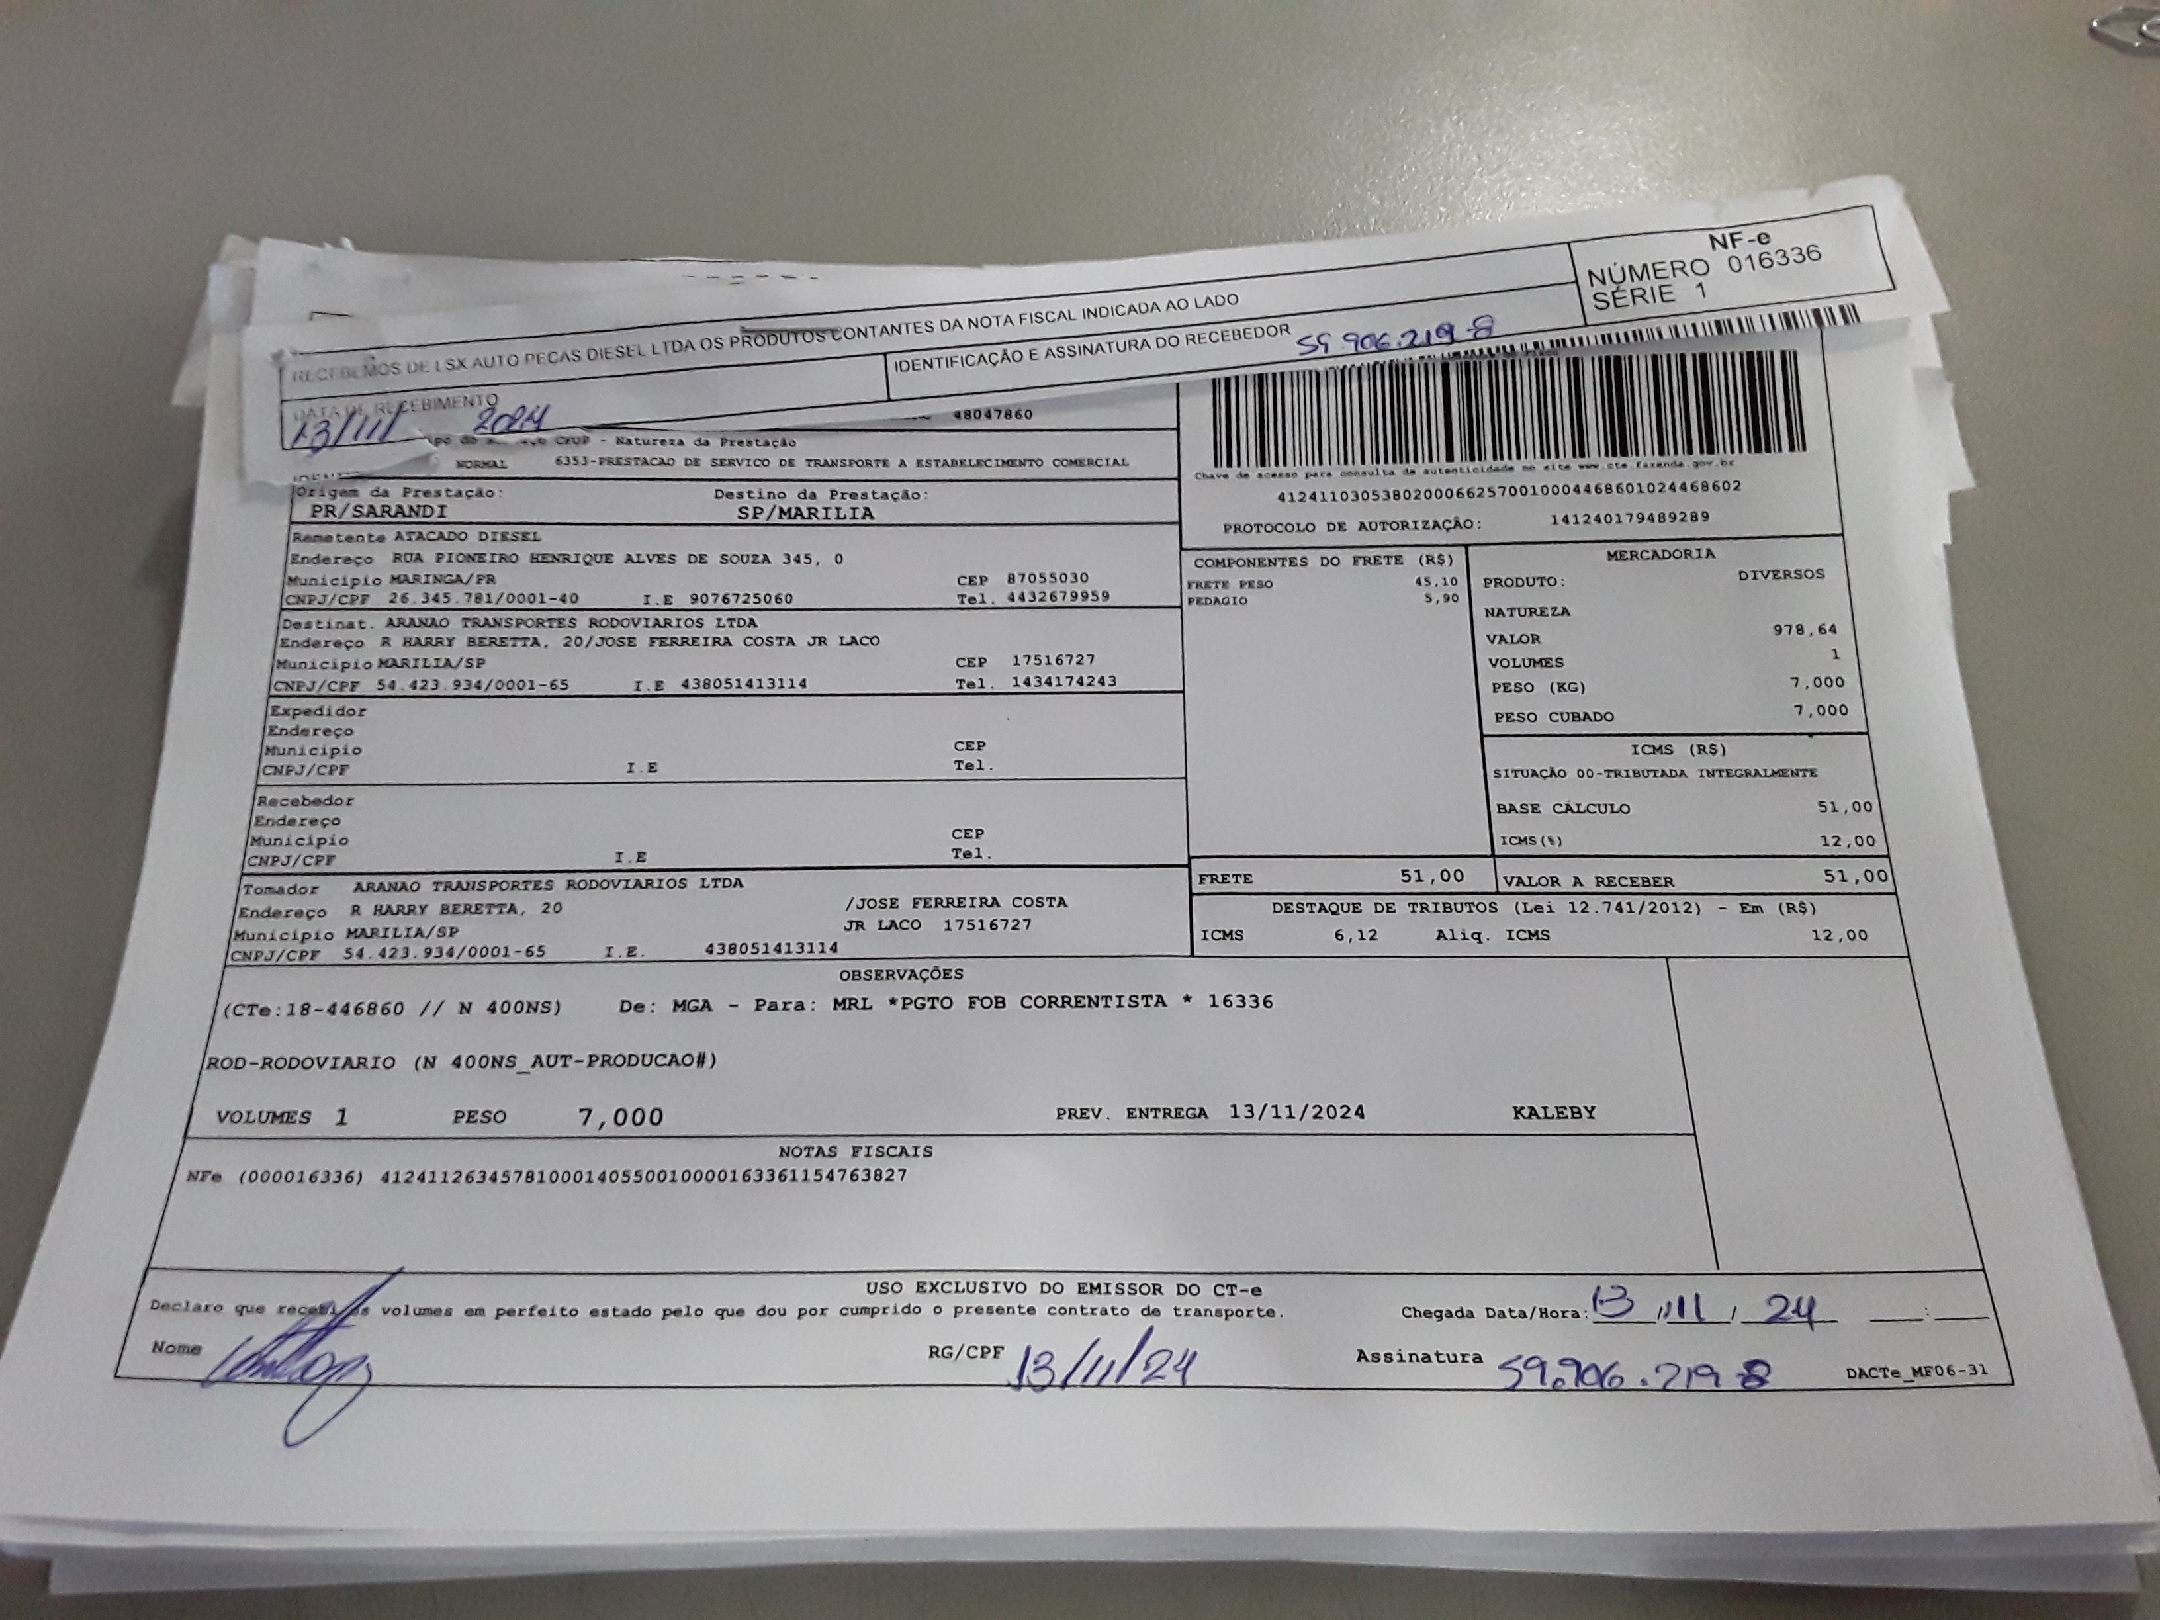 NF-e
NÚMERO 016336
SÉRIE 1
RECEBEMOS DE LSX AUTO PEÇAS DIESEL LTDA OS PRODUTOS CONTANTES DA NOTA FISCAL INDICADA AO LADO
DATA DE RECEBIMENTO
13/11/ 2024
IDENTIFICAÇÃO E ASSINATURA DO RECEBEDOR 59.906.219-8
48047860
CFOP - Natureza da Prestação
NORMAL 6353-PRESTACAO DE SERVICO DE TRANSPORTE A ESTABELECIMENTO COMERCIAL
Chave de acesso para consulta de autenticidade no site www.cte.fazenda.gov.br
41241103053802000662570010004468601024468602
PROTOCOLO DE AUTORIZAÇÃO: 141240179489289
Origem da Prestação: Destino da Prestação:
PR/SARANDI SP/MARILIA
Remetente ATACADO DIESEL
Endereço RUA PIONEIRO HENRIQUE ALVES DE SOUZA 345, 0
Municipio MARINGA/PR CEP 87055030
CNPJ/CPF 26.345.781/0001-40 I.E 9076725060 Tel. 4432679959
Destinat. ARANAO TRANSPORTES RODOVIARIOS LTDA
Endereço R HARRY BERETTA, 20/JOSE FERREIRA COSTA JR LACO
Municipio MARILIA/SP CEP 17516727
CNPJ/CPF 54.423.934/0001-65 I.E 438051413114 Tel. 1434174243
Expedidor
Endereço
Municipio CEP
CNPJ/CPF I.E Tel.
Recebedor
Endereço
Municipio CEP
CNPJ/CPF I.E Tel.
Tomador ARANAO TRANSPORTES RODOVIARIOS LTDA
Endereço R HARRY BERETTA, 20 /JOSE FERREIRA COSTA
JR LACO 17516727
Municipio MARILIA/SP
CNPJ/CPF 54.423.934/0001-65 I.E. 438051413114
COMPONENTES DO FRETE (R$)
FRETE PESO 45,10
PEDAGIO 5,90
MERCADORIA
PRODUTO: DIVERSOS
NATUREZA
VALOR 978,64
VOLUMES 1
PESO (KG) 7,000
PESO CUBADO 7,000
ICMS (R$)
SITUAÇÃO 00-TRIBUTADA INTEGRALMENTE
BASE CÁLCULO 51,00
ICMS(%) 12,00
FRETE 51,00 VALOR A RECEBER 51,00
DESTAQUE DE TRIBUTOS (Lei 12.741/2012) - Em (R$)
ICMS 6,12 Aliq. ICMS 12,00
OBSERVAÇÕES
(CTe:18-446860 // N 400NS) De: MGA - Para: MRL *PGTO FOB CORRENTISTA * 16336
ROD-RODOVIARIO (N 400NS_AUT-PRODUCAO#)
VOLUMES 1 PESO 7,000 PREV. ENTREGA 13/11/2024 KALEBY
NOTAS FISCAIS
NFe (000016336) 41241126345781000140550010000163361154763827
USO EXCLUSIVO DO EMISSOR DO CT-e
Declaro que recebi os volumes em perfeito estado pelo que dou por cumprido o presente contrato de transporte. Chegada Data/Hora: 13 / 11 / 24 __:__
Nome RG/CPF 13/11/24 Assinatura 59.906.219-8 DACTe_MF06-31